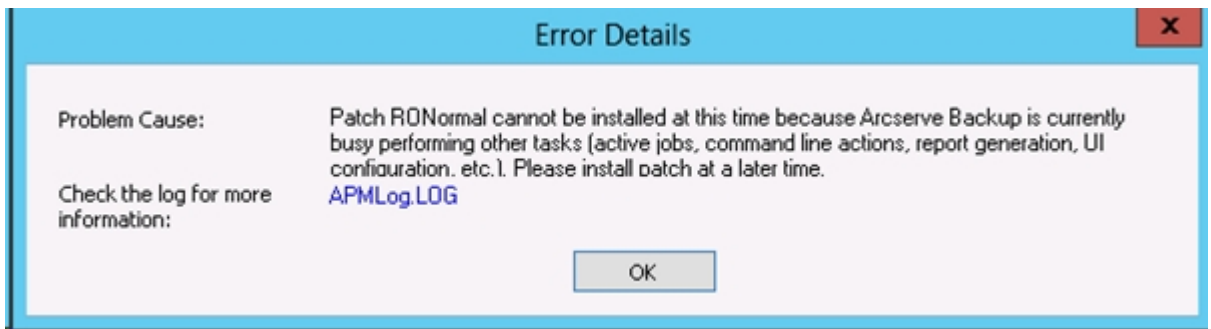 Error Details
x
Problem Cause:
Patch RONormal cannot be installed at this time because Arcserve Backup is currently
busy performing other tasks (active jobs, command line actions, report generation, UI
configuration, etc.). Please install patch at a later time.
Check the log for more
information:
APMLog.LOG
OK